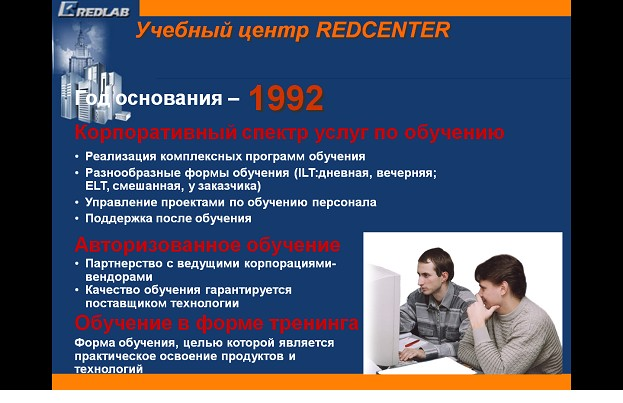 REDLAB
Учебный центр REDCENTER
Год основания – 1992
Корпоративный спектр услуг по обучению
• Реализация комплексных программ обучения
• Разнообразные формы обучения (ILT:дневная, вечерняя;
ELT, смешанная, у заказчика)
• Управление проектами по обучению персонала
• Поддержка после обучения
Авторизованное обучение
• Партнерство с ведущими корпорациями-
вендорами
• Качество обучения гарантируется
поставщиком технологии
Обучение в форме тренинга
Форма обучения, целью которой является
практическое освоение продуктов и
технологий